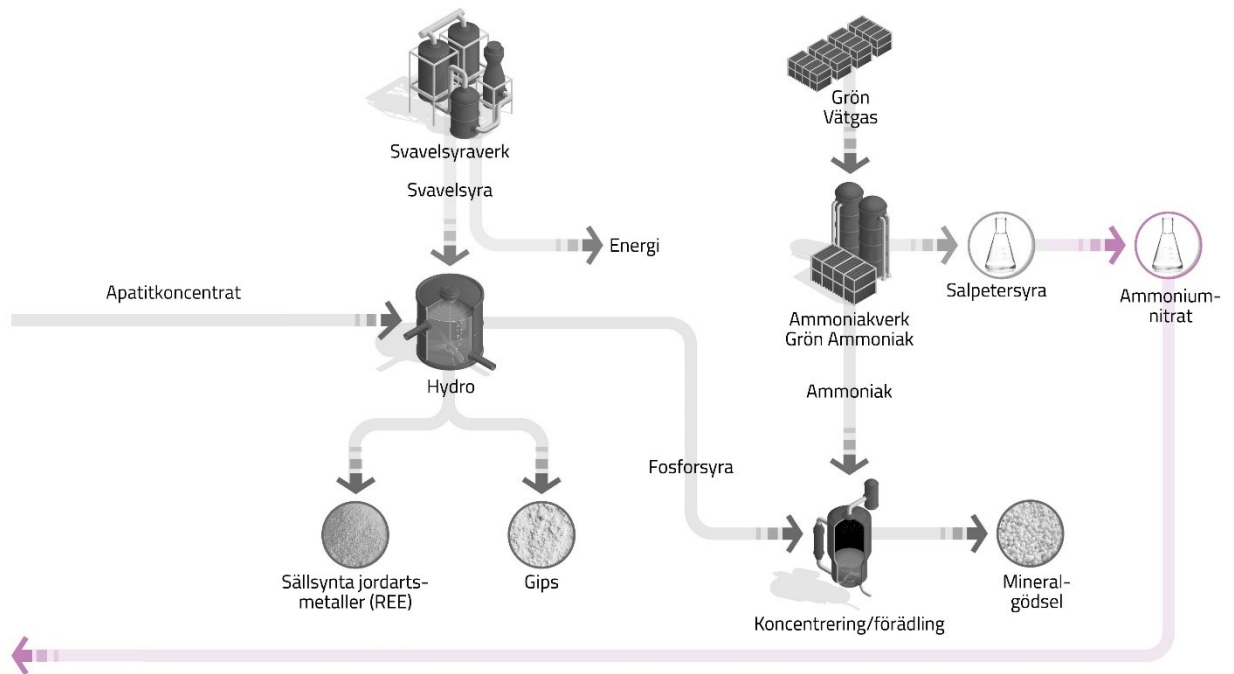 Grön
Vätgas
Svavelsyraverk
Svavelsyra
Energi
Salpetersyra
Ammonium-
nitrat
Apatitkoncentrat
Ammoniakverk
Grön Ammoniak
Hydro
Ammoniak
Fosforsyra
Sällsynta jordarts-
metaller (REE)
Gips
Mineral-
gödsel
Koncentrering/förädling